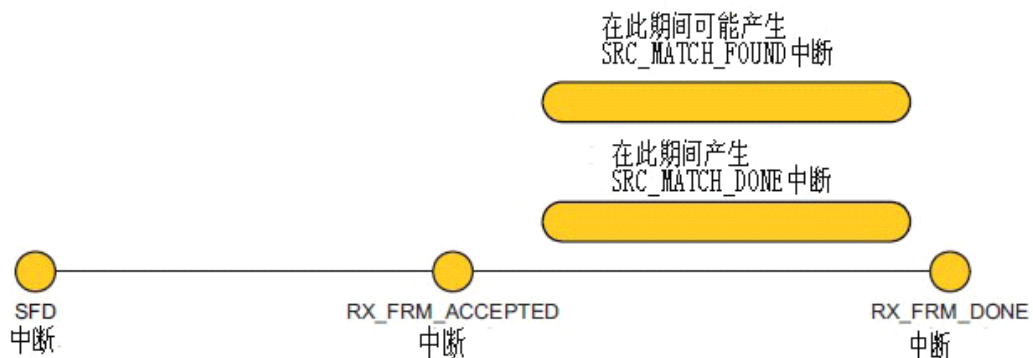 在此期间可能产生
SRC_MATCH_FOUND中断
在此期间产生
SRC_MATCH_DONE中断
SFD
中断
RX_FRM_ACCEPTED
中断
RX_FRM_DONE
中断